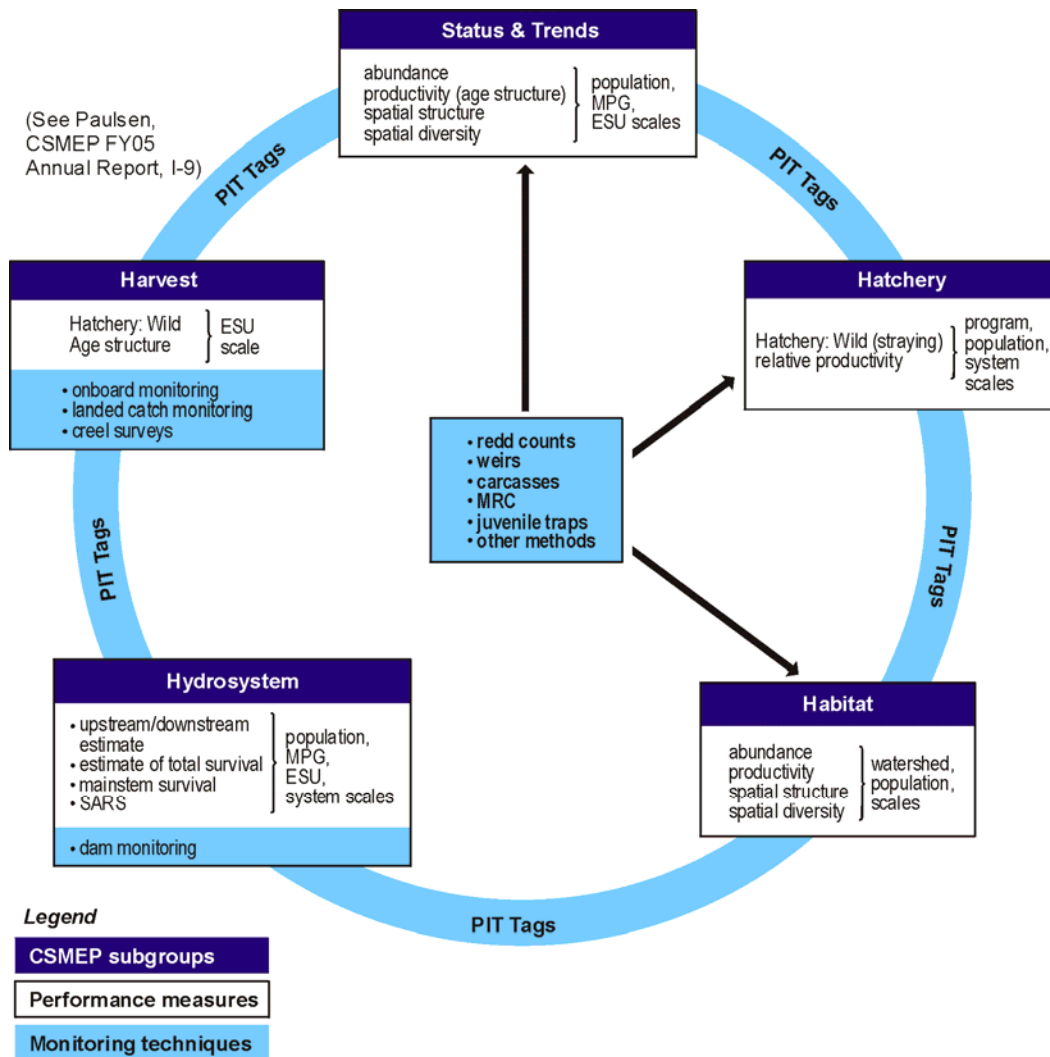 Status & Trends
abundance
productivity (age structure)
spatial structure
spatial diversity
population,
MPG,
ESU scales
(See Paulsen,
CSMEP FY05
Annual Report, I-9)
PIT Tags
PIT Tags
Harvest
Hatchery: Wild
Age structure
ESU
scale
• onboard monitoring
• landed catch monitoring
• creel surveys
Hatchery
Hatchery: Wild (straying)
relative productivity
program,
population,
system
scales
• redd counts
• weirs
• carcasses
• MRC
• juvenile traps
• other methods
PIT Tags
PIT Tags
Hydrosystem
• upstream/downstream
estimate
• estimate of total survival
• mainstem survival
• SARS
population,
MPG,
ESU,
system scales
• dam monitoring
Habitat
abundance
productivity
spatial structure
spatial diversity
watershed,
population,
scales
PIT Tags
Legend
CSMEP subgroups
Performance measures
Monitoring techniques